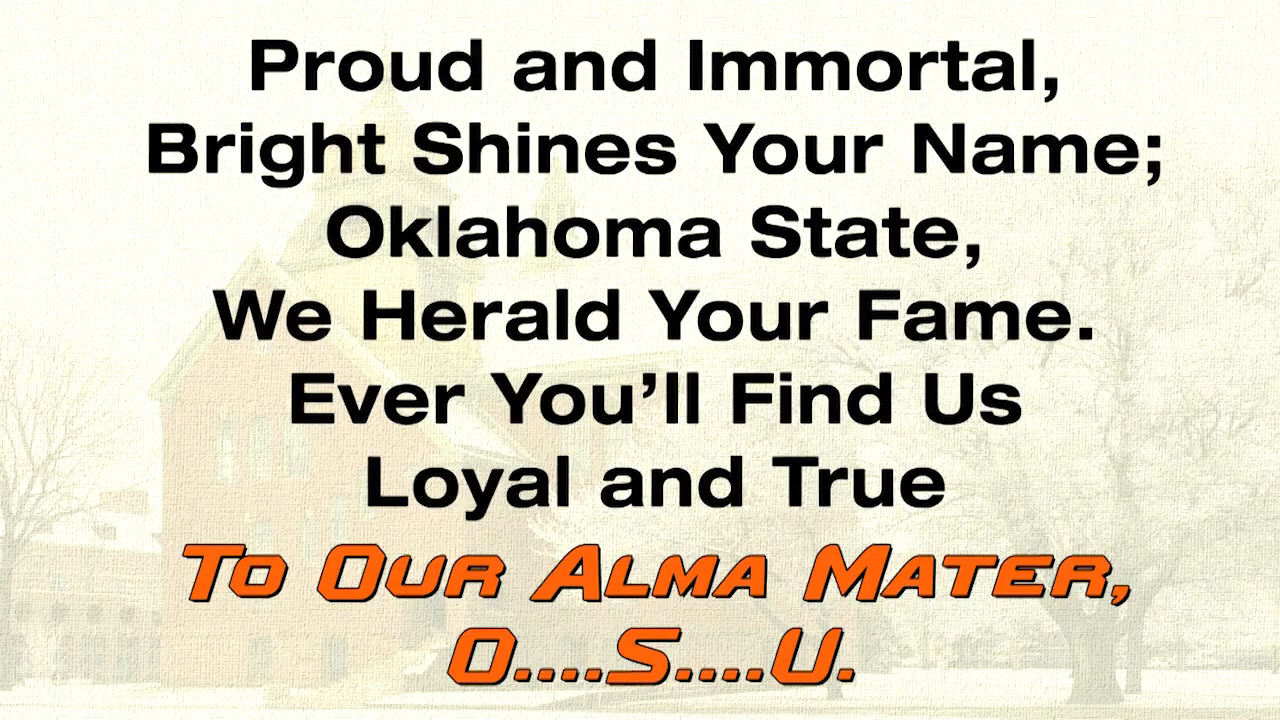 Proud and Immortal,
Bright Shines Your Name;
Oklahoma State,
We Herald Your Fame.
Ever You’ll Find Us
Loyal and True
To Our Alma Mater,
O....S....U.